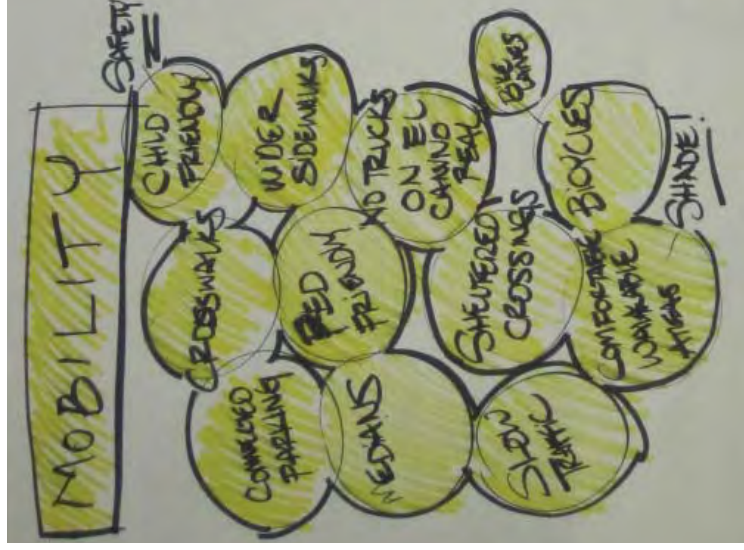 MOBILITY
SAFETY
CONNECTED
PARKING
CROSSWALKS
CHILD
FRIENDLY
MEDIANS
PED
FRIENDLY
WIDER
SIDEWALKS
SLOW
TRAFFIC
SHELTERED
CROSSINGS
NO TRUCKS
ON EL
CAMINO
REAL
COMFORTABLE
WALKABLE
BICYCLES
BIKE
LANES
SHADE!